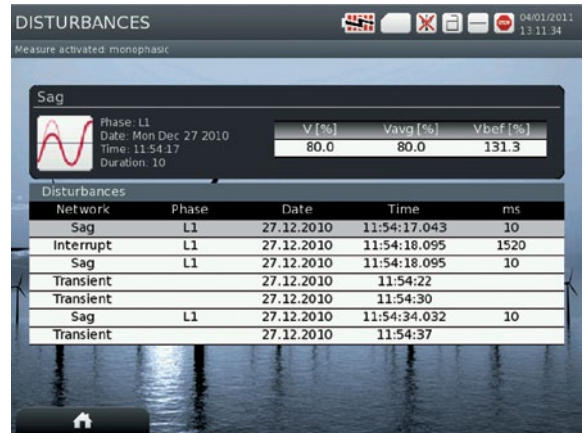 DISTURBANCES
04/01/2011
13:11:34
Measure activated: monophasic
Sag
Phase: L1
Date: Mon Dec 27 2010
Time: 11:54:17
Duration: 10
V [%] Vavg [%] Vbef [%]
80.0 80.0 131.3
Disturbances
Network Phase Date Time ms
Sag L1 27.12.2010 11:54:17.043 10
Interrupt L1 27.12.2010 11:54:18.095 1520
Sag L1 27.12.2010 11:54:18.095 10
Transient 27.12.2010 11:54:22
Transient 27.12.2010 11:54:30
Sag L1 27.12.2010 11:54:34.032 10
Transient 27.12.2010 11:54:37